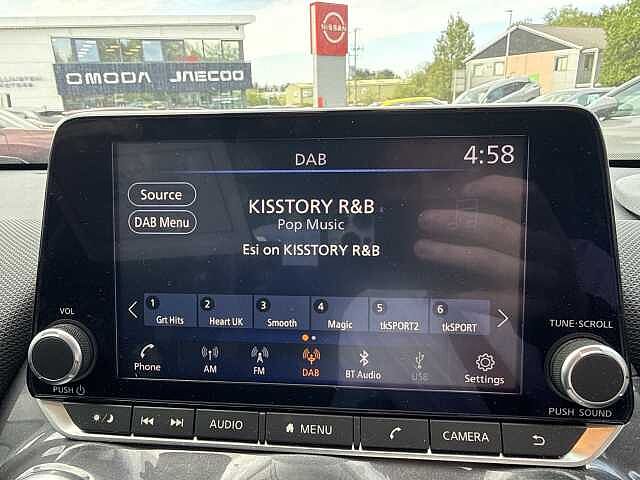 NISSAN
OMODA JAECOO
DAB
4:58
Source
KISSTORY R&B
DAB Menu
Pop Music
Esi on KISSTORY R&B
1 2 3 4 5 6
Grt Hits Heart UK Smooth Magic tkSPORT2 tkSPORT
Phone AM FM DAB BT Audio USB Settings
VOL
PUSH
TUNE·SCROLL
PUSH SOUND
AUDIO MENU CAMERA